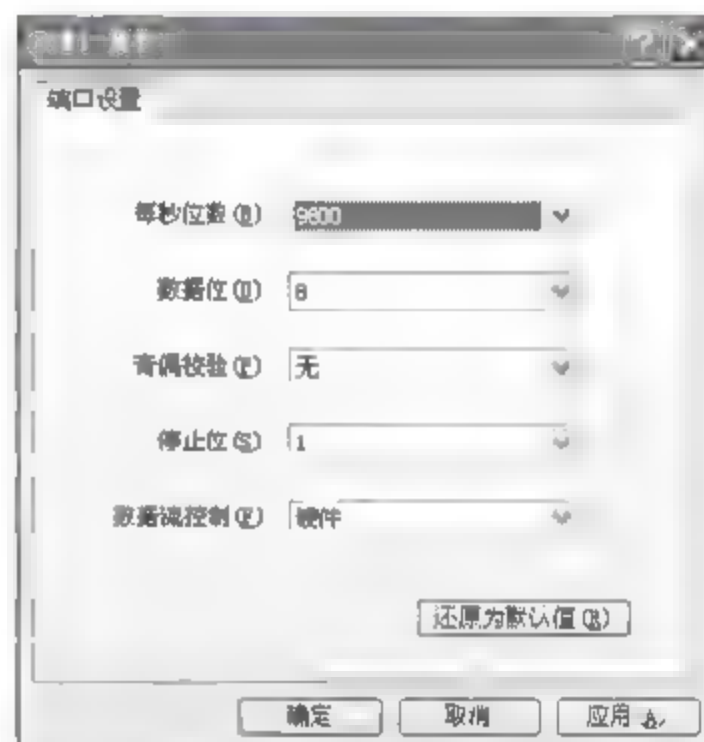 端口设置
每秒位数(B) 9600
数据位(D) 8
奇偶校验(P) 无
停止位(S) 1
数据流控制(F) 硬件
还原为默认值(R)
确定 取消 应用(A)